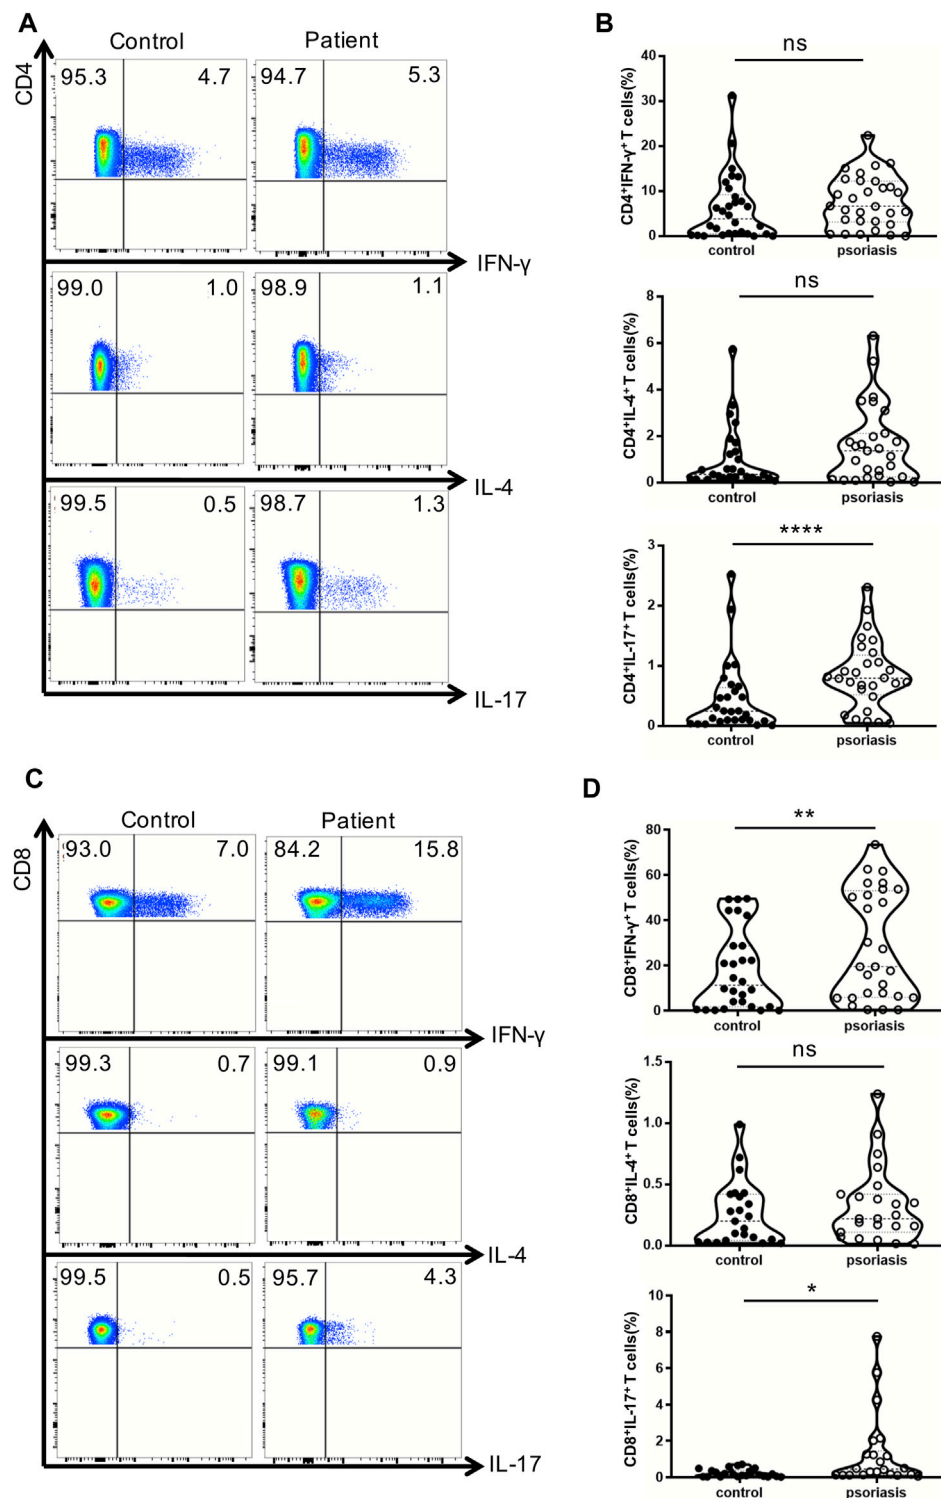 A
Control Patient
CD4
95.3 4.7 94.7 5.3
IFN-γ
99.0 1.0 98.9 1.1
IL-4
99.5 0.5 98.7 1.3
IL-17
B
ns
CD4⁺IFN-γ⁺ T cells(%)
40
30
20
10
0
control psoriasis
ns
CD4⁺IL-4⁺ T cells(%)
8
6
4
2
0
control psoriasis
****
CD4⁺IL-17⁺ T cells(%)
3
2
1
0
control psoriasis
C
Control Patient
CD8
93.0 7.0 84.2 15.8
IFN-γ
99.3 0.7 99.1 0.9
IL-4
99.5 0.5 95.7 4.3
IL-17
D
**
CD8⁺IFN-γ⁺ T cells(%)
80
60
40
20
0
control psoriasis
ns
CD8⁺IL-4⁺ T cells(%)
1.5
1.0
0.5
0.0
control psoriasis
*
CD8⁺IL-17⁺ T cells(%)
10
8
6
4
2
0
control psoriasis